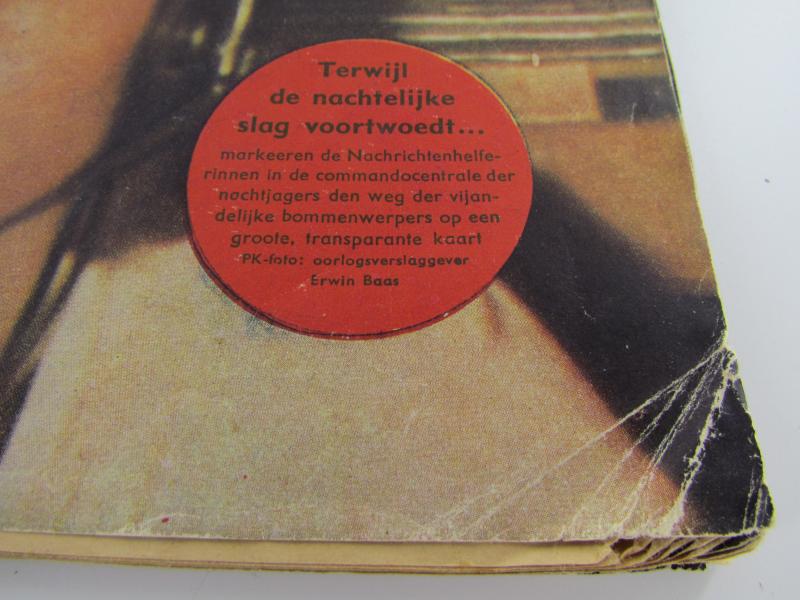 Terwijl
de nachtelijke
slag voortwoedt...
markeeren de Nachrichtenhelfe-
rinnen in de commandocentrale der
nachtjagers den weg der vijan-
delijke bommenwerpers op een
groote, transparante kaart
PK-foto: oorlogsverslaggever
Erwin Baas